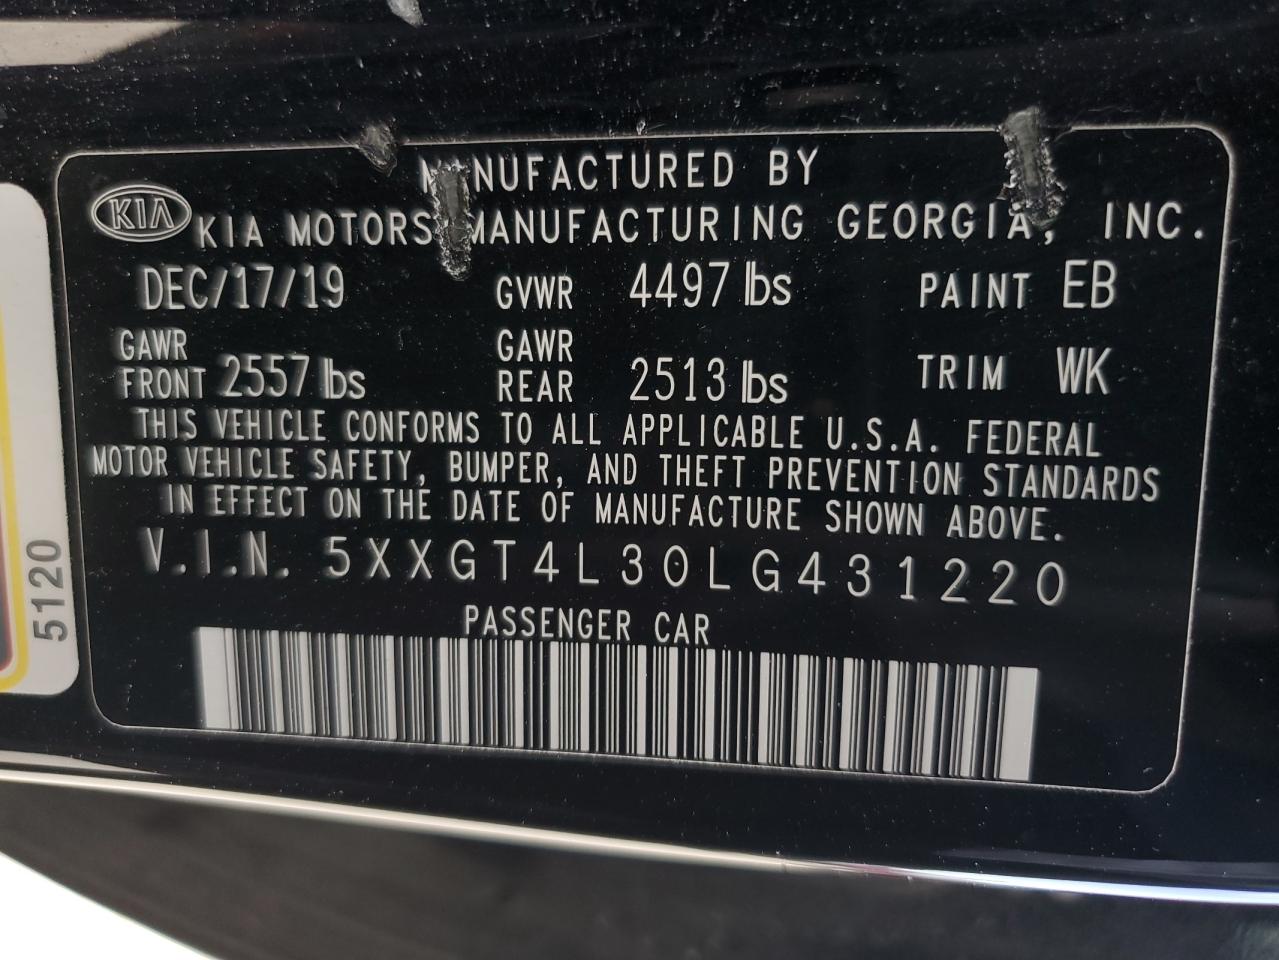 MANUFACTURED BY
KIA KIA MOTORS MANUFACTURING GEORGIA, INC.
DEC/17/19 GVWR 4497 lbs PAINT EB
GAWR FRONT 2557 lbs GAWR REAR 2513 lbs TRIM WK
THIS VEHICLE CONFORMS TO ALL APPLICABLE U.S.A. FEDERAL
MOTOR VEHICLE SAFETY, BUMPER, AND THEFT PREVENTION STANDARDS
IN EFFECT ON THE DATE OF MANUFACTURE SHOWN ABOVE.
V.I.N. 5XXGT4L30LG431220
PASSENGER CAR
5120